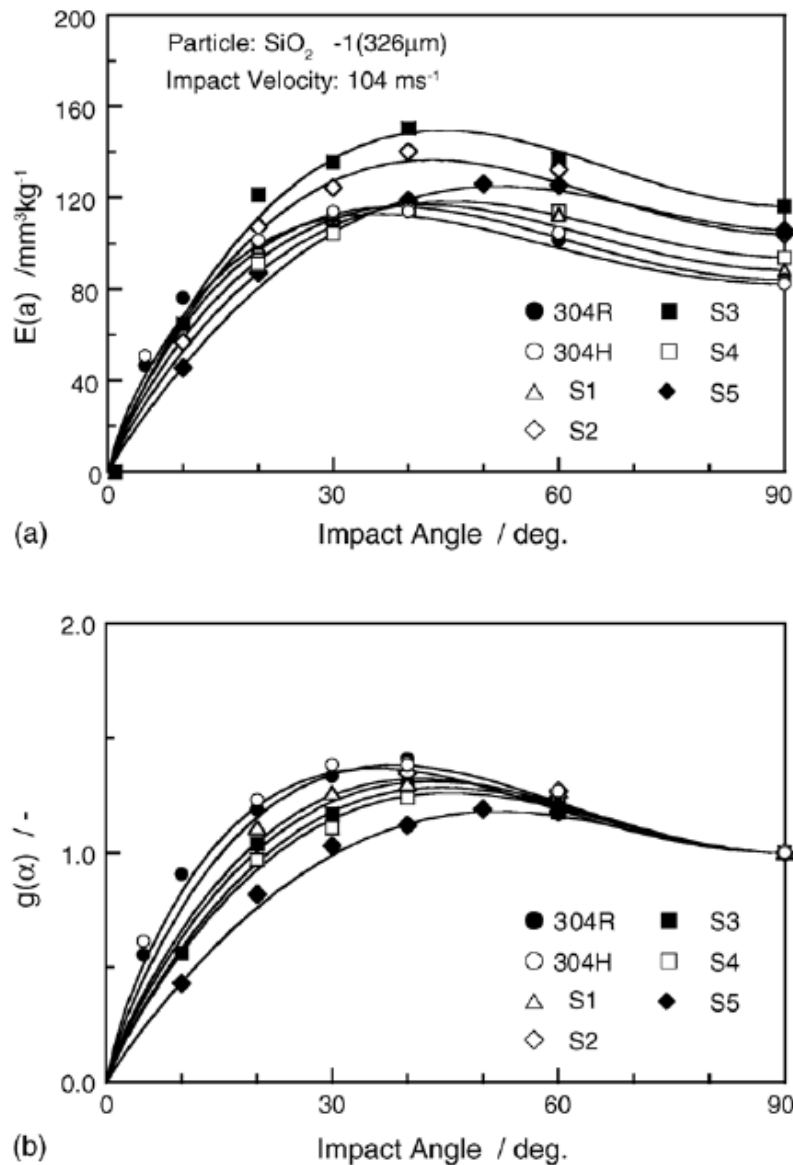 200
Particle: SiO2 -1(326μm)
Impact Velocity: 104 ms-1
160
120
80
40
0
E(a) /mm3kg-1
304R
S3
304H
S4
S1
S5
S2
0
30
60
90
(a)
Impact Angle / deg.
2.0
1.0
0.0
g(α) / -
304R
S3
304H
S4
S1
S5
S2
0
30
60
90
(b)
Impact Angle / deg.